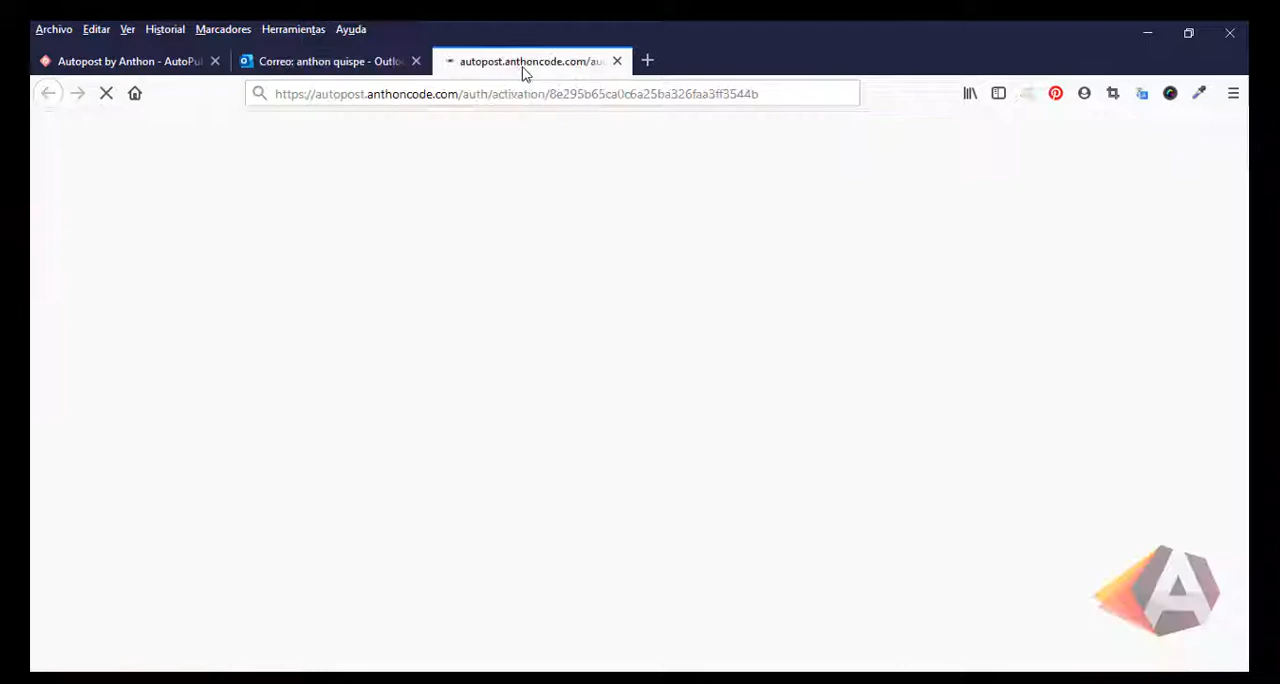 Archivo Editar Ver Historial Marcadores Herramientas Ayuda
Autopost by Anthon - AutoPu Correo: anthon quispe - Outlo autopost.anthoncode.com/au
https://autopost.anthoncode.com/auth/activation/8e295b65ca0c6a25ba326faa3ff3544b
A